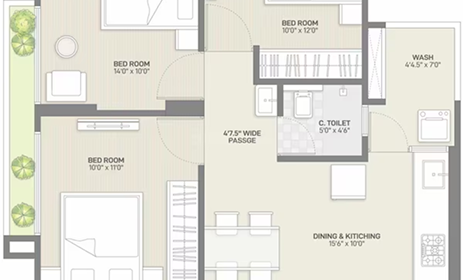 BED ROOM
10'0" x 12'0"
BED ROOM
14'0" x 10'0"
WASH
4'4.5" x 7'0"
4'7.5" WIDE
PASSGE
C. TOILET
5'0" x 4'6"
BED ROOM
10'0" x 11'0"
DINING & KITICHING
15'6" x 10'0"